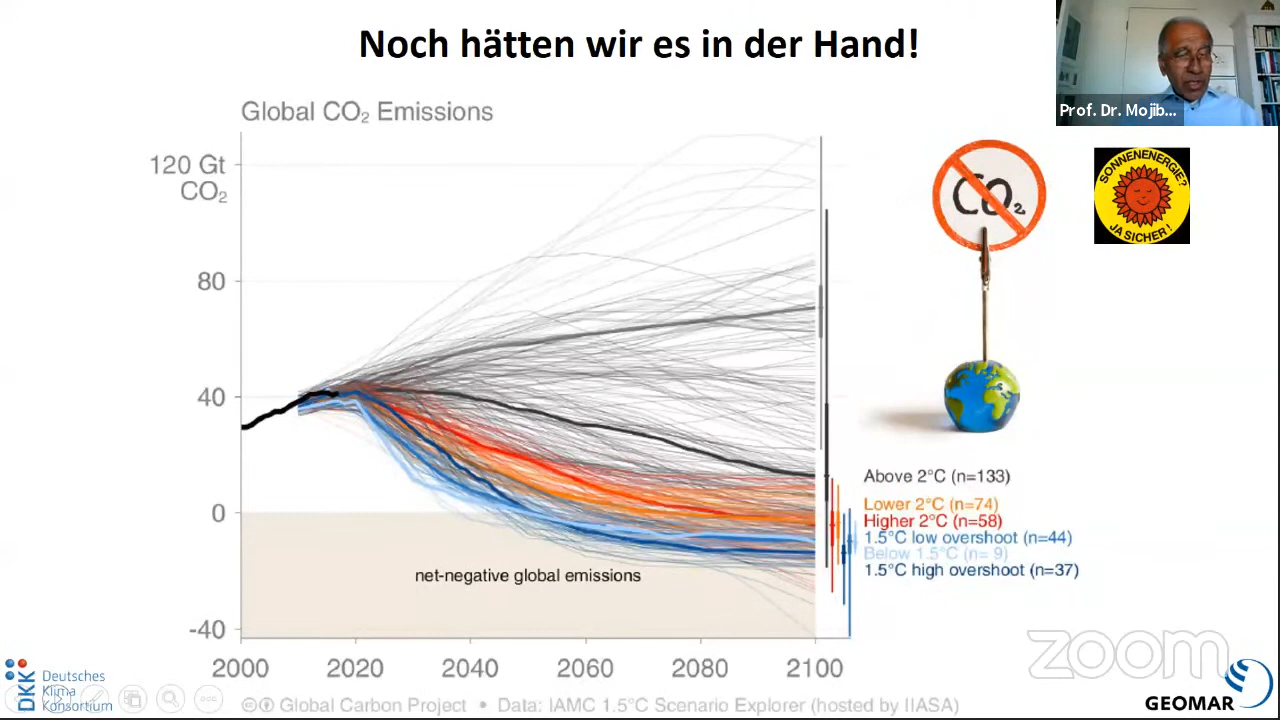 Noch hätten wir es in der Hand!
Prof. Dr. Mojib...
Global CO₂ Emissions
120 Gt
CO₂
80
40
0
-40
net-negative global emissions
2000 2020 2040 2060 2080 2100
CO₂
SONNENENERGIE?
JA SICHER!
Above 2°C (n=133)
Lower 2°C (n=74)
Higher 2°C (n=58)
1.5°C low overshoot (n=44)
Below 1.5°C (n= 9)
1.5°C high overshoot (n=37)
zoom
DKK Deutsches
Klima
Konsortium
Global Carbon Project • Data: IAMC 1.5°C Scenario Explorer (hosted by IIASA)
GEOMAR